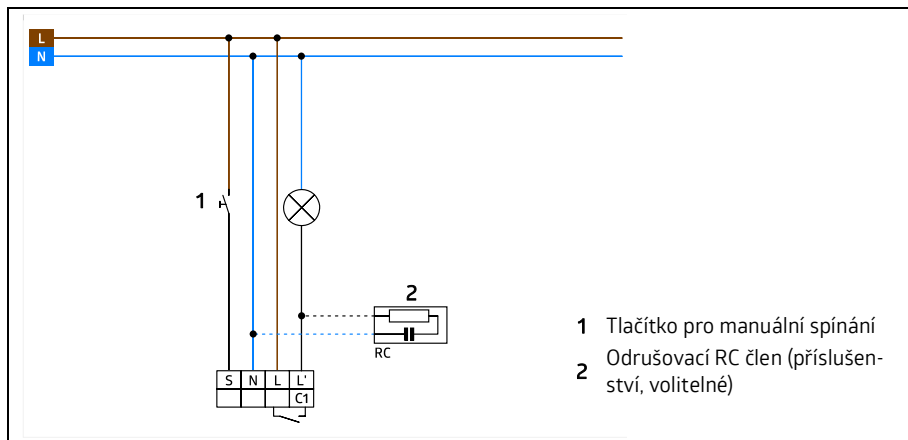 L
N
1
2
RC
S N L L'
C1
1 Tlačítko pro manuální spínání
2 Odrušovací RC člen (příslušen-
ství, volitelné)